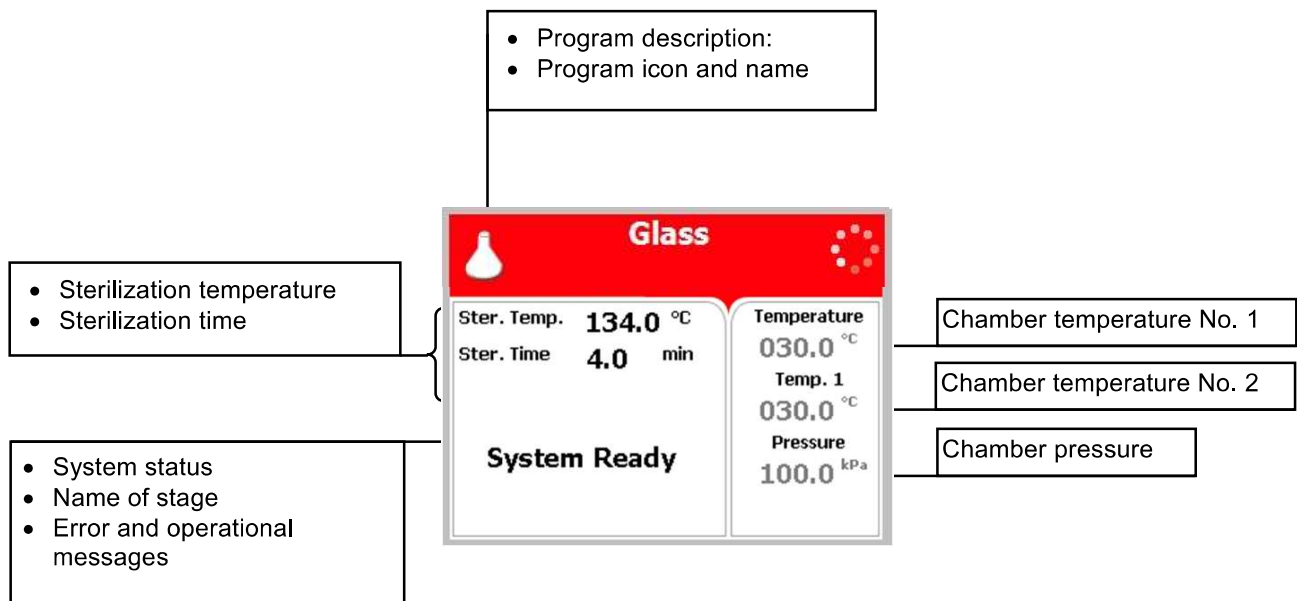 • Program description:
• Program icon and name
Glass
• Sterilization temperature
• Sterilization time
Ster. Temp. 134.0 °C
Ster. Time 4.0 min
System Ready
Temperature
030.0 °C
Temp. 1
030.0 °C
Pressure
100.0 kPa
Chamber temperature No. 1
Chamber temperature No. 2
Chamber pressure
• System status
• Name of stage
• Error and operational
messages